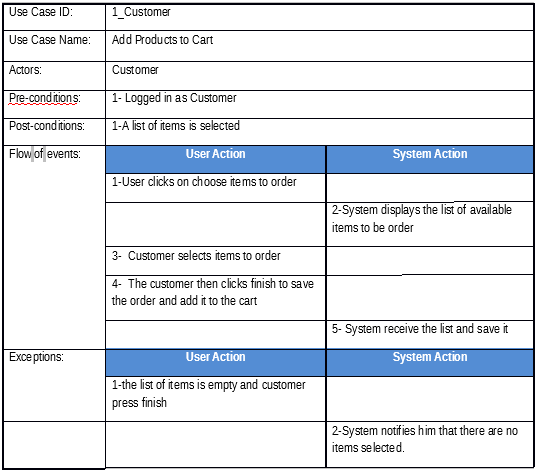 Use Case ID: 1_Customer
Use Case Name: Add Products to Cart
Actors: Customer
Pre-conditions: 1- Logged in as Customer
Post-conditions: 1-A list of items is selected
Flow of events: User Action System Action
1-User clicks on choose items to order
2-System displays the list of available
items to be order
3- Customer selects items to order
4- The customer then clicks finish to save
the order and add it to the cart
5- System receive the list and save it
Exceptions: User Action System Action
1-the list of items is empty and customer
press finish
2-System notifies him that there are no
items selected.